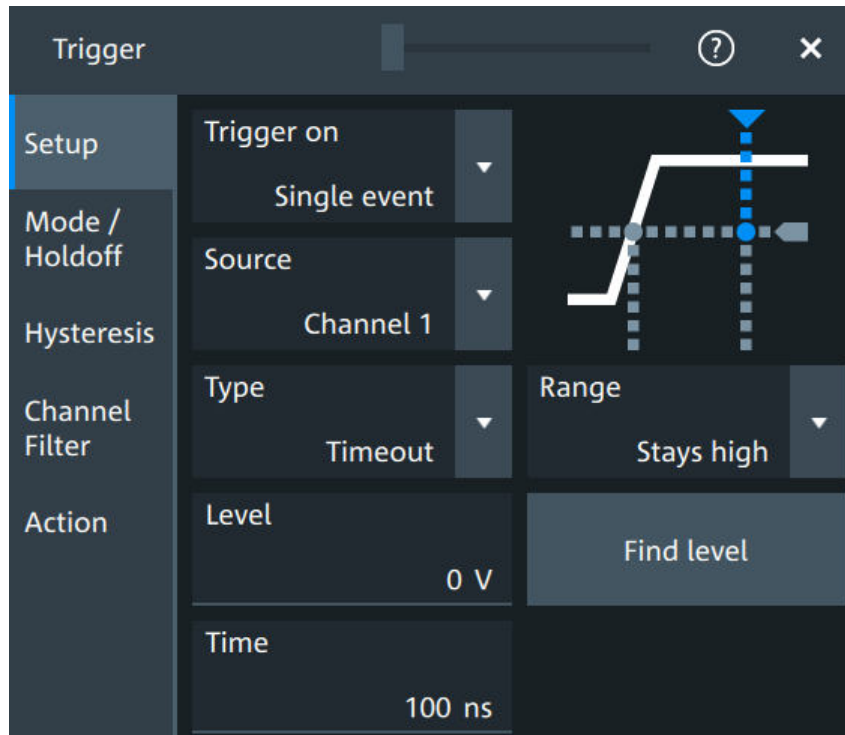 Trigger
?
Setup
Mode /
Holdoff
Hysteresis
Channel
Filter
Action
Trigger on
Single event
Source
Channel 1
Type
Timeout
Range
Stays high
Level
0 V
Find level
Time
100 ns